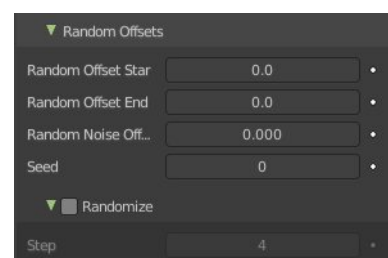 Random Offsets
Random Offset Star 0.0
Random Offset End 0.0
Random Noise Off... 0.000
Seed 0
Randomize
Step 4